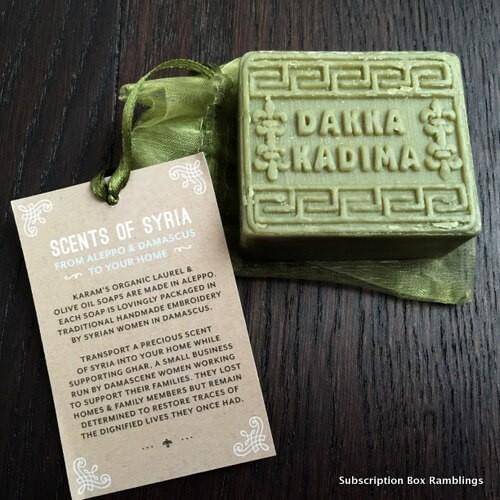 DAKKA
KADIMA
SCENTS OF SYRIA
FROM ALEPPO & DAMASCUS
TO YOUR HOME
KARAM'S ORGANIC LAUREL &
OLIVE OIL SOAPS ARE MADE IN ALEPPO.
EACH SOAP IS LOVINGLY PACKAGED IN
TRADITIONAL HANDMADE EMBROIDERY
BY SYRIAN WOMEN IN DAMASCUS.
TRANSPORT A PRECIOUS SCENT
OF SYRIA INTO YOUR HOME WHILE
SUPPORTING GHAR, A SMALL BUSINESS
RUN BY DAMASCENE WOMEN WORKING
TO SUPPORT THEIR FAMILIES. THEY LOST
HOMES & FAMILY MEMBERS BUT REMAIN
DETERMINED TO RESTORE TRACES OF
THE DIGNIFIED LIVES THEY ONCE HAD.
Subscription Box Ramblings